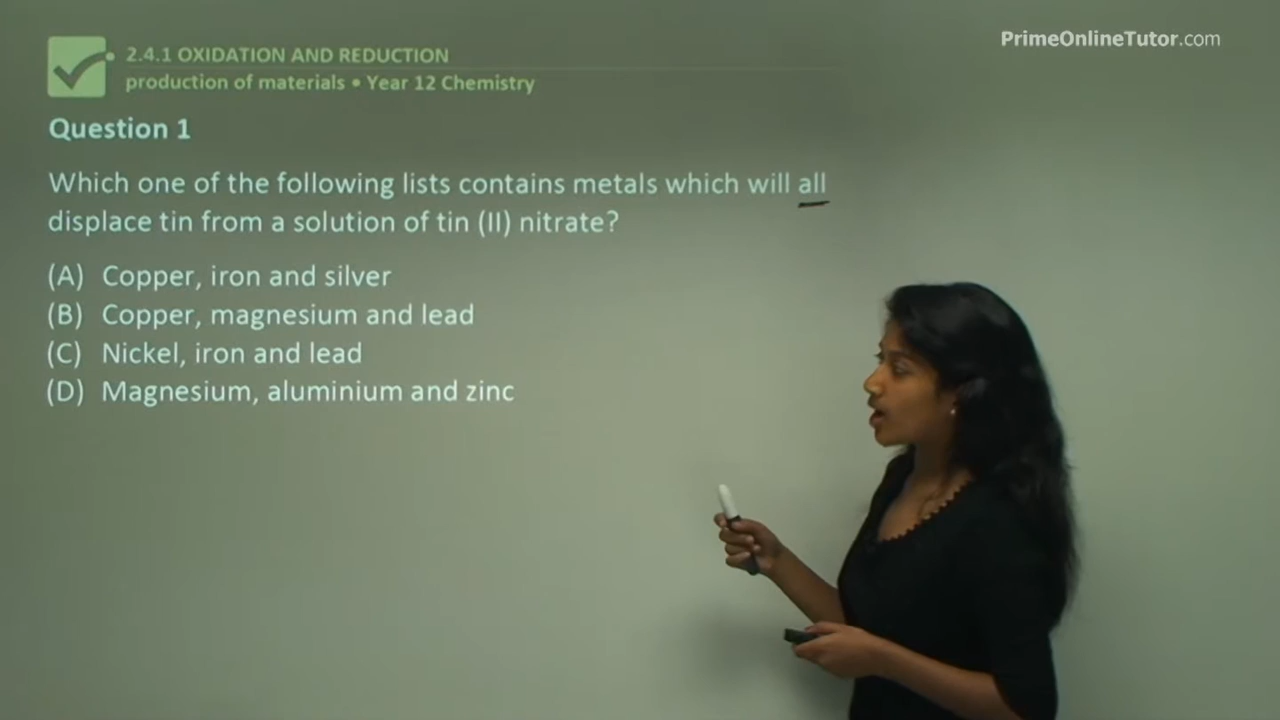 PrimeOnlineTutor.com
2.4.1 OXIDATION AND REDUCTION
production of materials • Year 12 Chemistry
Question 1
Which one of the following lists contains metals which will all
displace tin from a solution of tin (II) nitrate?
(A) Copper, iron and silver
(B) Copper, magnesium and lead
(C) Nickel, iron and lead
(D) Magnesium, aluminium and zinc